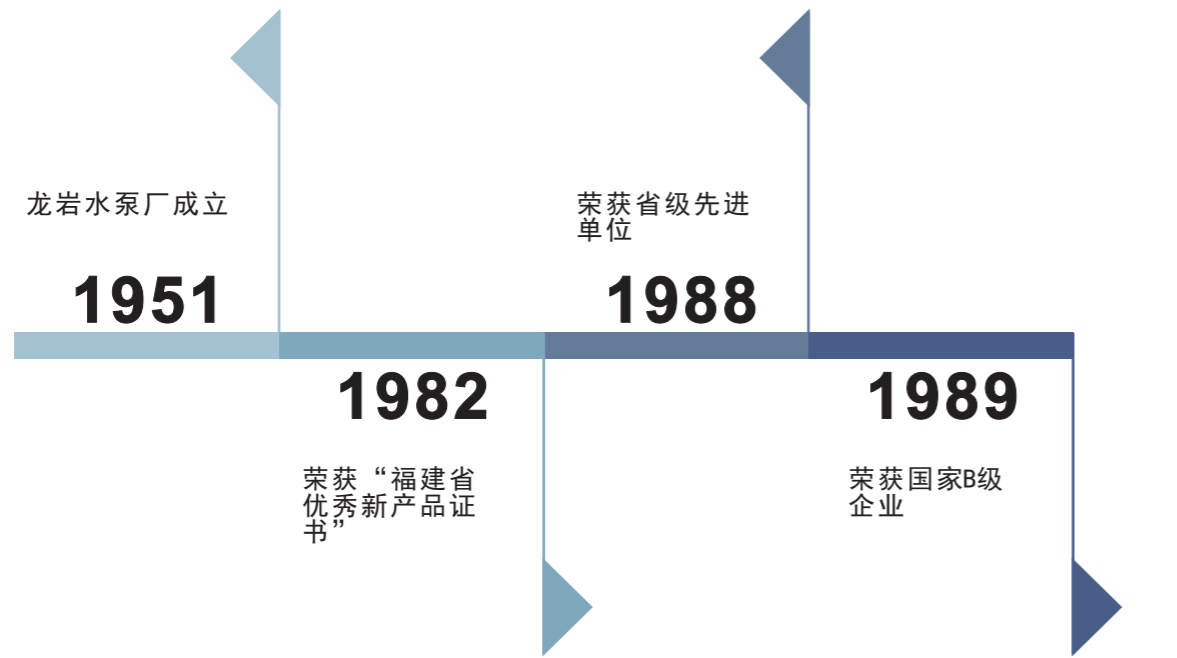 龙岩水泵厂成立
1951
1982
荣获“福建省
优秀新产品证
书”
荣获省级先进
单位
1988
1989
荣获国家B级
企业